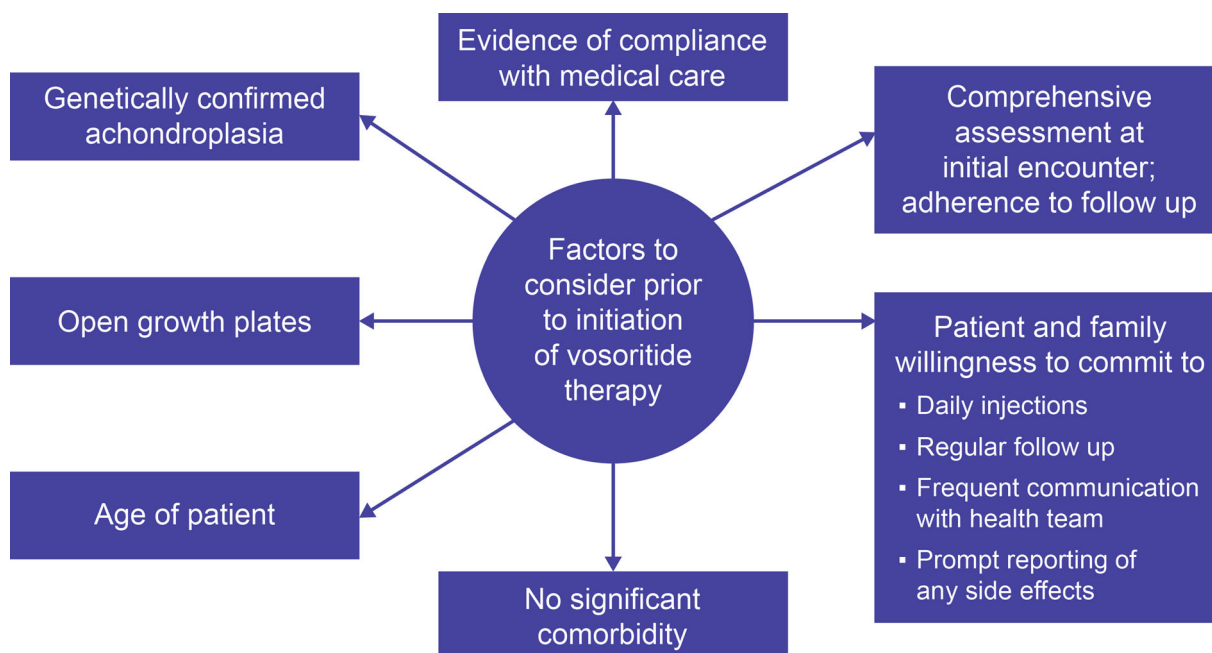 Evidence of compliance
with medical care
Genetically confirmed
achondroplasia
Comprehensive
assessment at
initial encounter;
adherence to follow up
Factors to
consider prior
to initiation
of vosoritide
therapy
Open growth plates
Patient and family
willingness to commit to
▪ Daily injections
▪ Regular follow up
▪ Frequent communication
with health team
▪ Prompt reporting of
any side effects
Age of patient
No significant
comorbidity